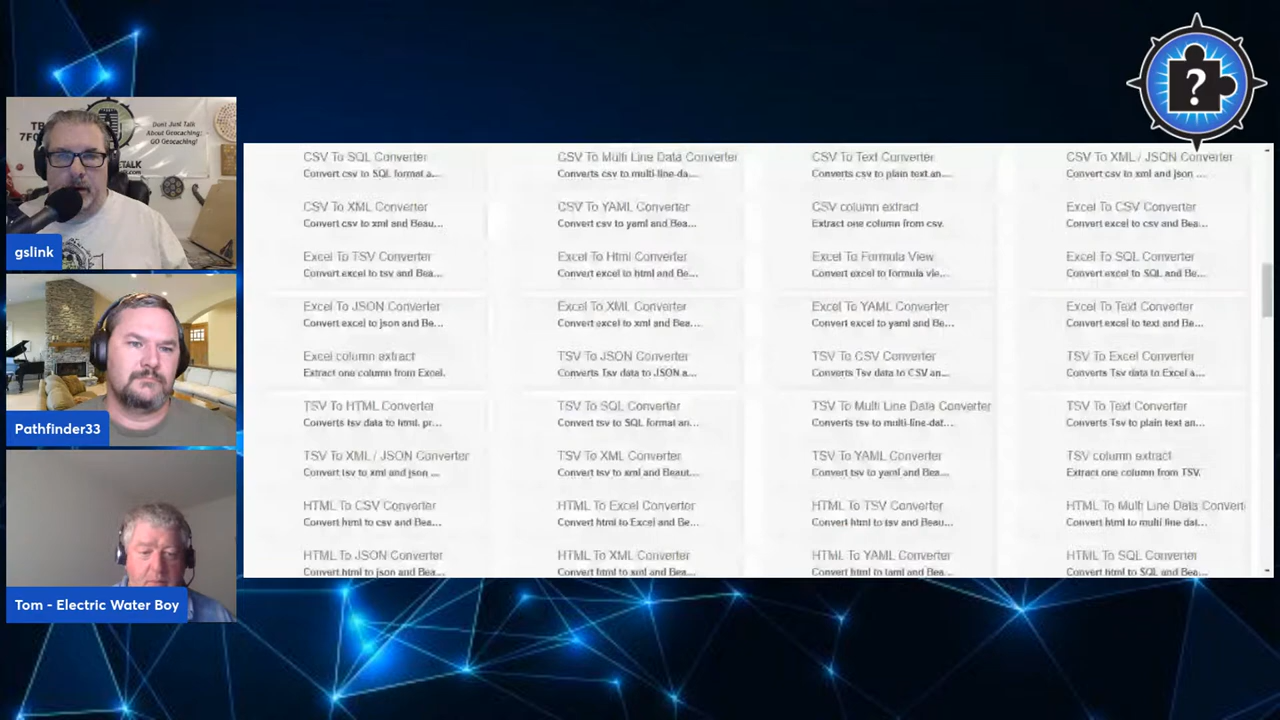 TB
7F0
Dont Just Talk
About Geocaching;
GO Geocaching!
TALK
gslink
Pathfinder33
Tom - Electric Water Boy
?
CSV To SQL Converter
Convert csv to SQL format a...
CSV To Multi Line Data Converter
Converts csv to multi-line-da...
CSV To Text Converter
Converts csv to plain text an...
CSV To XML / JSON Converter
Convert csv to xml and json ...
CSV To XML Converter
Convert csv to xml and Beau...
CSV To YAML Converter
Convert csv to yaml and Bea...
CSV column extract
Extract one column from csv.
Excel To CSV Converter
Convert excel to csv and Bea...
Excel To TSV Converter
Convert excel to tsv and Bea...
Excel To Html Converter
Convert excel to html and Be...
Excel To Formula View
Convert excel to formula vie...
Excel To SQL Converter
Convert excel to SQL and Be...
Excel To JSON Converter
Convert excel to json and Be...
Excel To XML Converter
Convert excel to xml and Bea...
Excel To YAML Converter
Convert excel to yaml and Be...
Excel To Text Converter
Convert excel to text and Be...
Excel column extract
Extract one column from Excel.
TSV To JSON Converter
Converts Tsv data to JSON a...
TSV To CSV Converter
Converts Tsv data to CSV an...
TSV To Excel Converter
Converts Tsv data to Excel a...
TSV To HTML Converter
Converts tsv data to html, pr...
TSV To SQL Converter
Convert tsv to SQL format an...
TSV To Multi Line Data Converter
Converts tsv to multi-line-dat...
TSV To Text Converter
Converts Tsv to plain text an...
TSV To XML / JSON Converter
Convert tsv to xml and json ...
TSV To XML Converter
Convert tsv to xml and Beaut...
TSV To YAML Converter
Convert tsv to yaml and Bea...
TSV column extract
Extract one column from TSV.
HTML To CSV Converter
Convert html to csv and Bea...
HTML To Excel Converter
Convert html to Excel and Be...
HTML To TSV Converter
Convert html to tsv and Beau...
HTML To Multi Line Data Convert
Convert html to multi line dat...
HTML To JSON Converter
Convert html to json and Bea...
HTML To XML Converter
Convert html to xml and Bea...
HTML To YAML Converter
Convert html to yaml and Bea...
HTML To SQL Converter
Convert html to SQL and Bea...